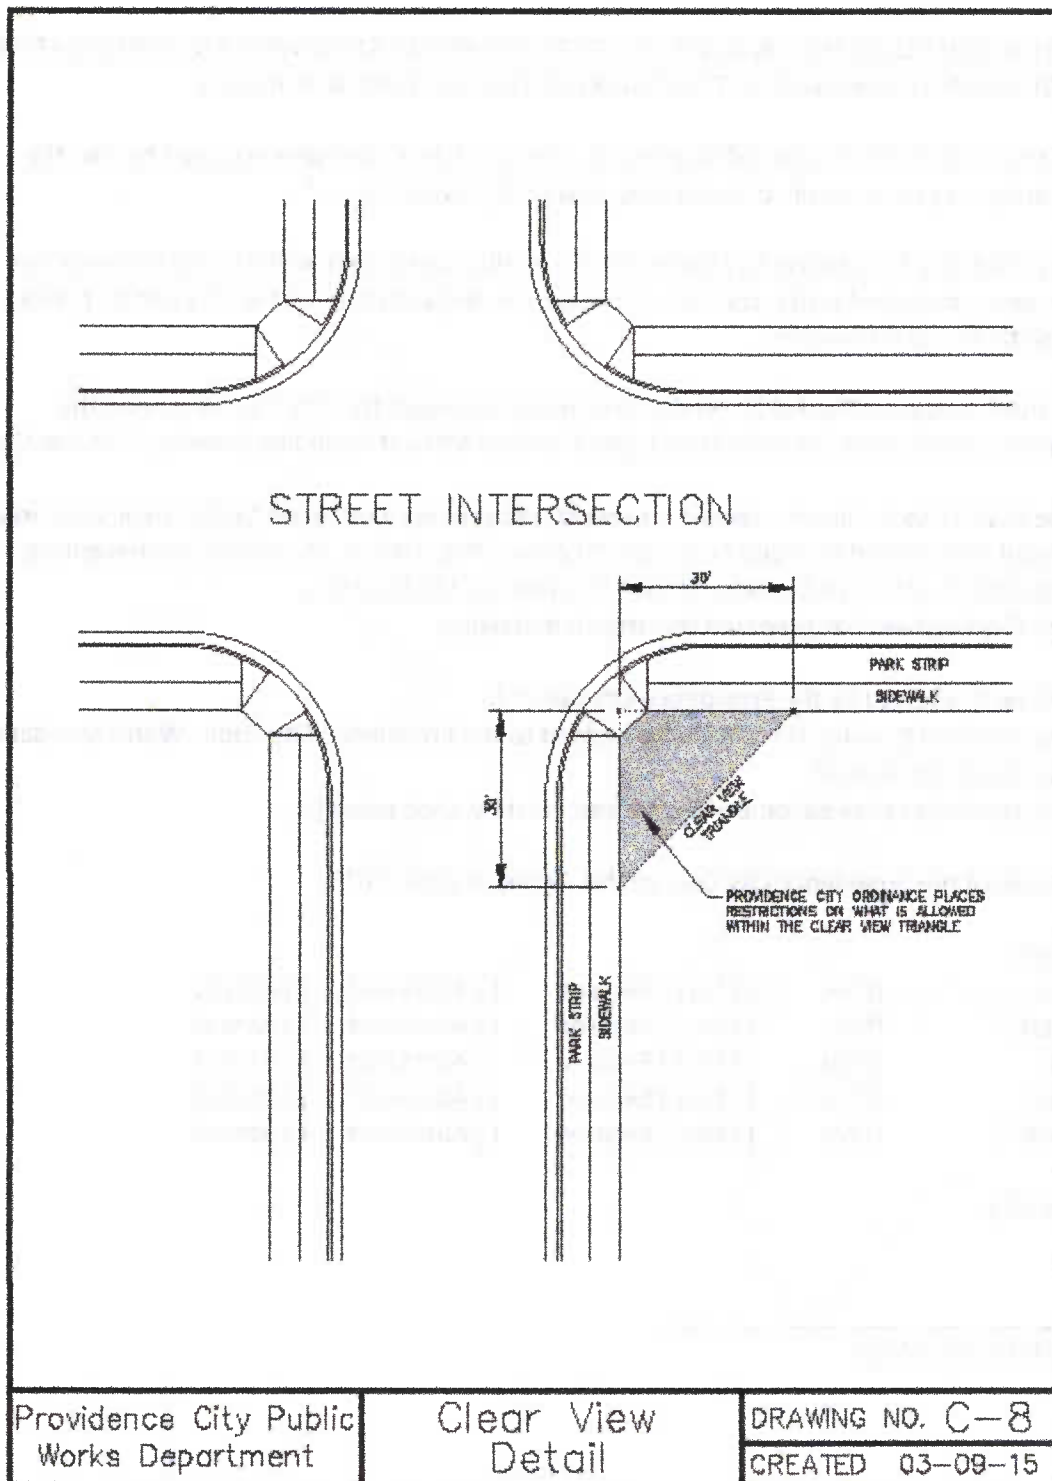 STREET INTERSECTION
30'
PARK STRIP
SIDEWALK
30'
CLEAR VIEW
TRIANGLE
PROVIDENCE CITY ORDINANCE PLACES
RESTRICTIONS ON WHAT IS ALLOWED
WITHIN THE CLEAR VIEW TRIANGLE
PARK STRIP
SIDEWALK
Providence City Public
Works Department
Clear View
Detail
DRAWING NO. C-8
CREATED 03-09-15